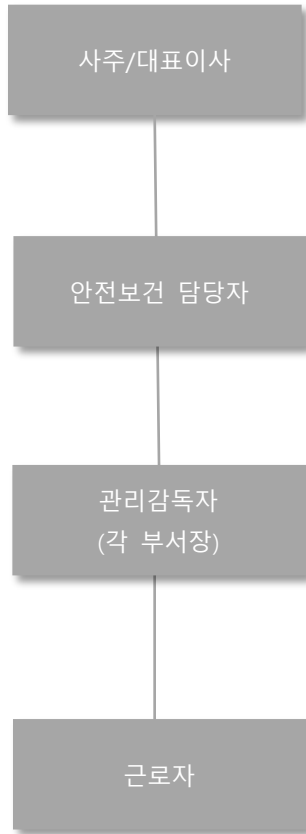 사주/대표이사
안전보건 담당자
관리감독자
(각 부서장)
근로자